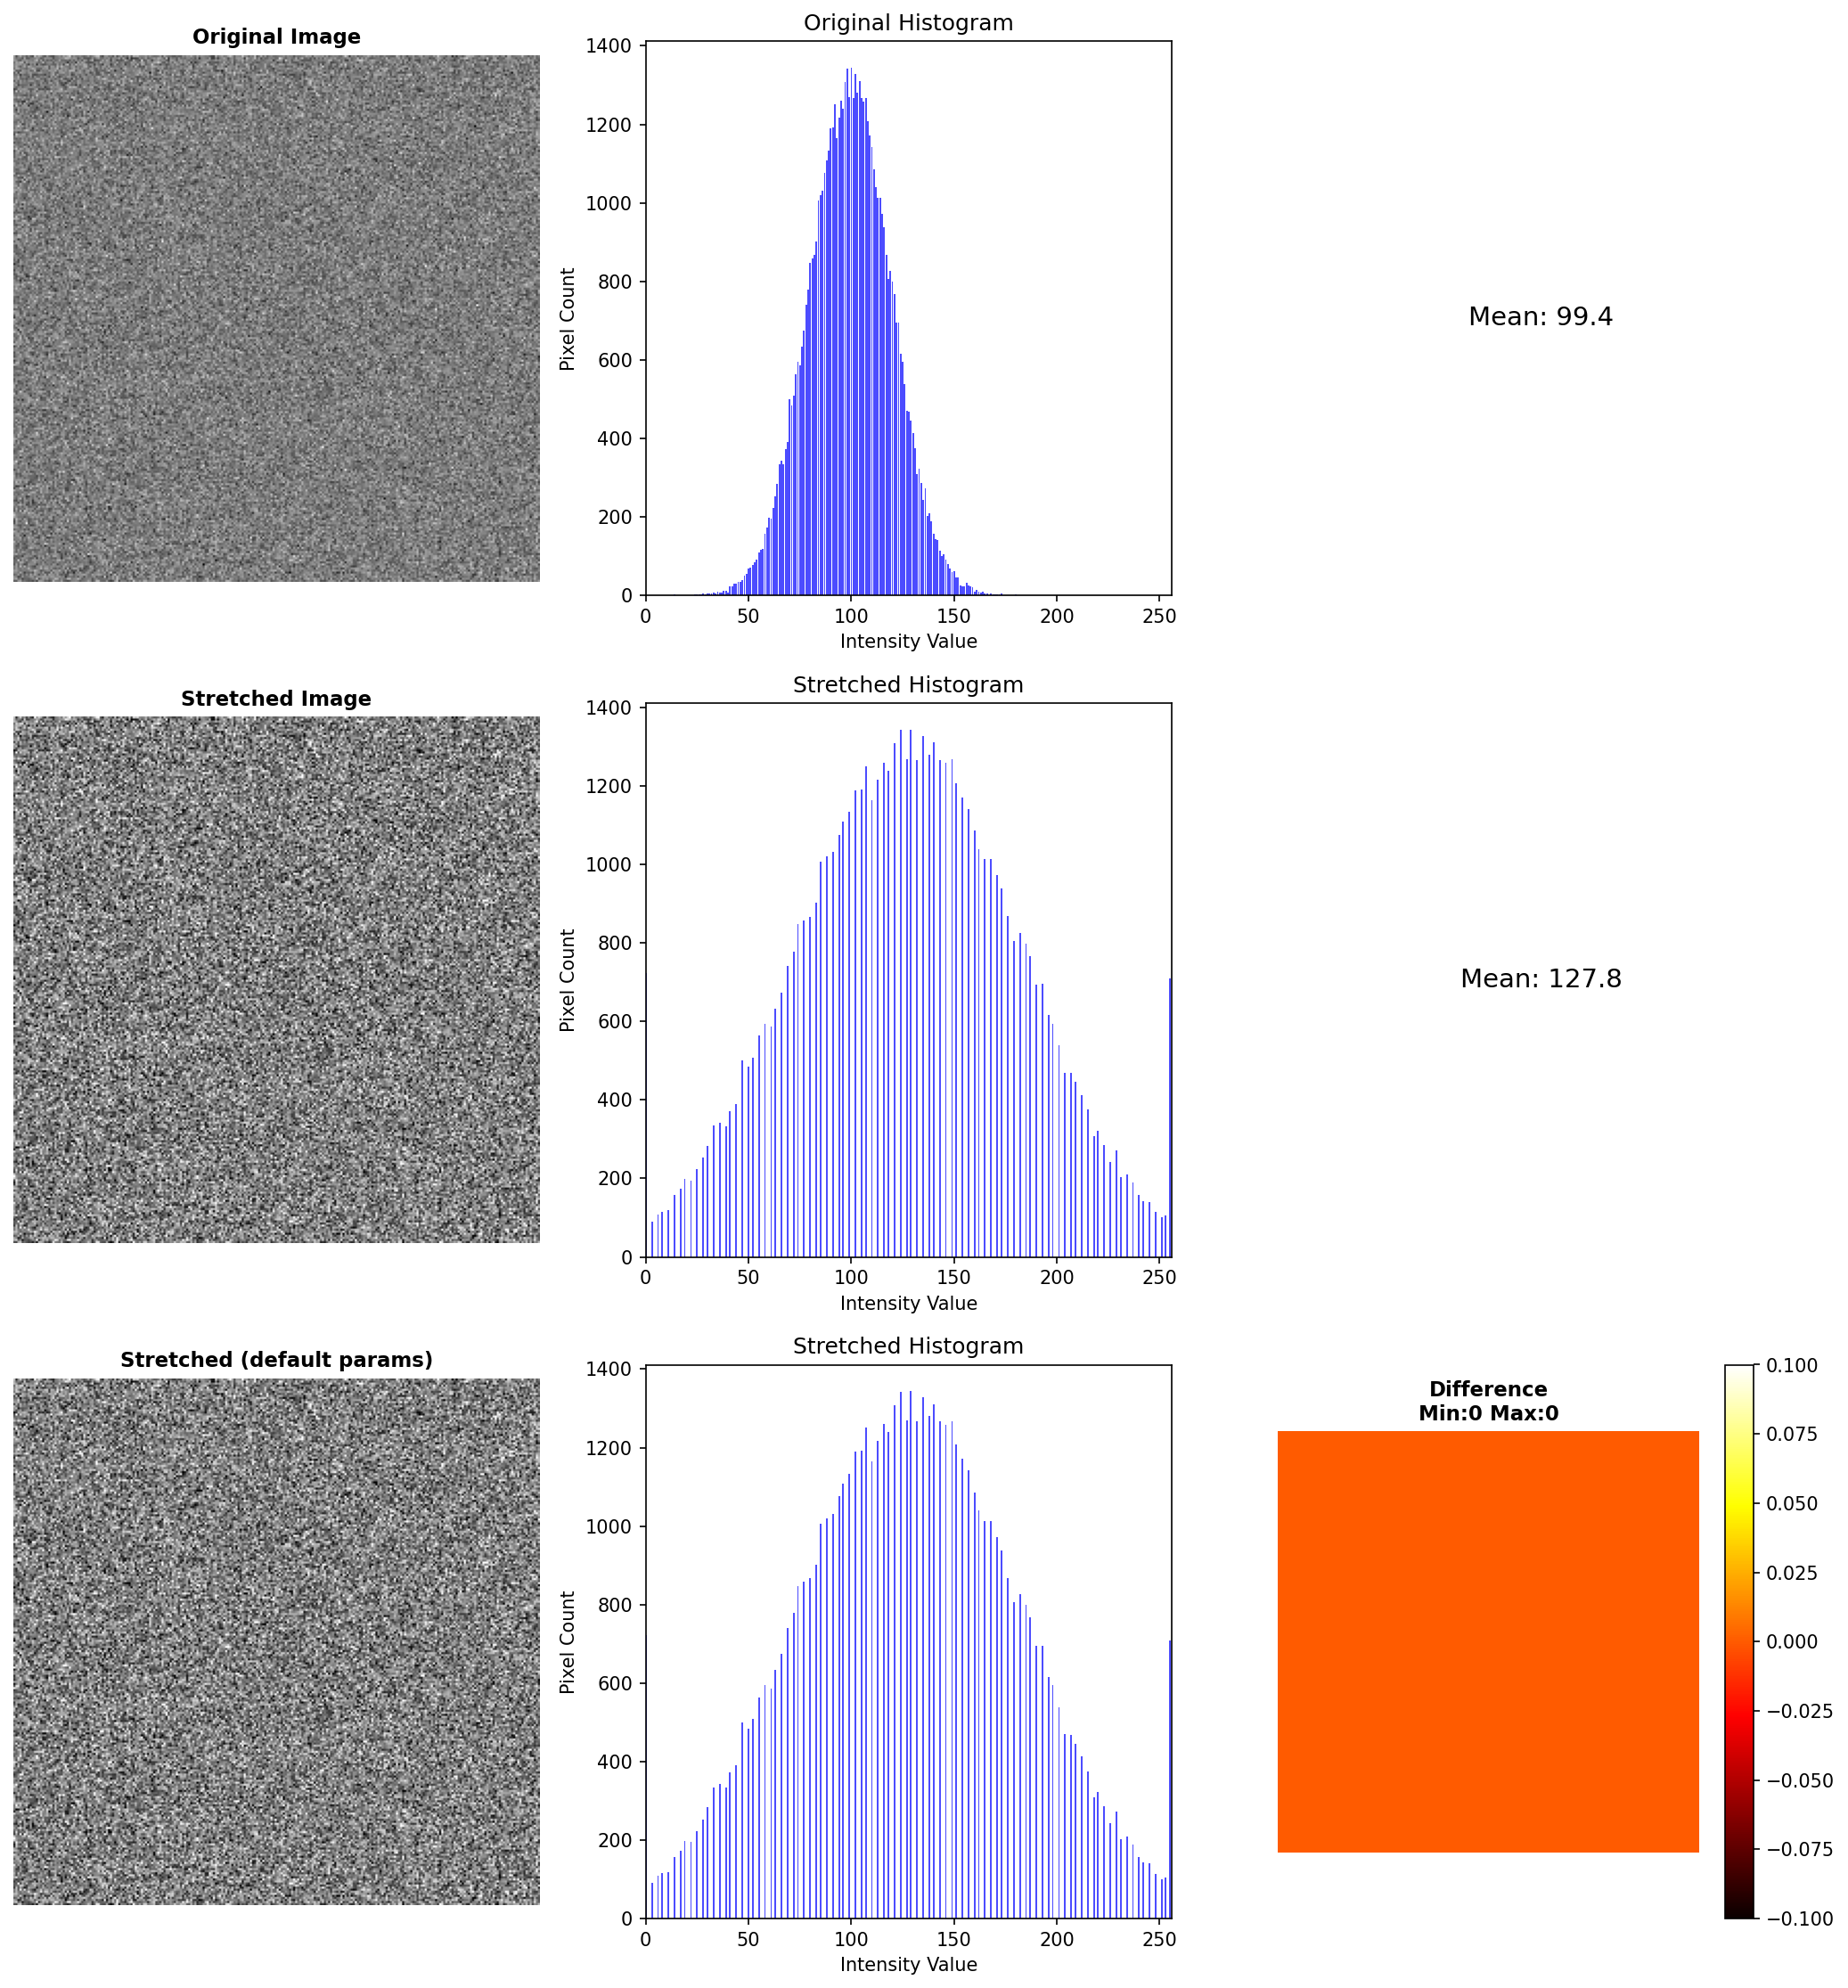 Original Image
Original Histogram
1400
1200
1000
800
600
400
200
0
Pixel Count
0 50 100 150 200 250
Intensity Value
Mean: 99.4
Stretched Image
Stretched Histogram
1400
1200
1000
800
600
400
200
0
Pixel Count
0 50 100 150 200 250
Intensity Value
Mean: 127.8
Stretched (default params)
Stretched Histogram
1400
1200
1000
800
600
400
200
0
Pixel Count
0 50 100 150 200 250
Intensity Value
Difference
Min:0 Max:0
0.100
0.075
0.050
0.025
0.000
−0.025
−0.050
−0.075
−0.100